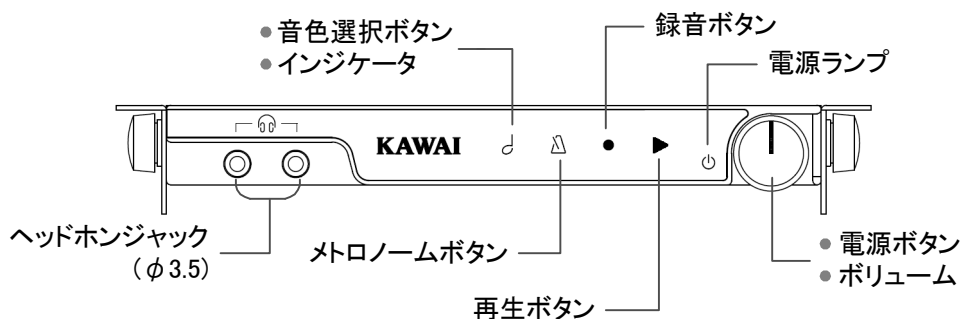 ● 音色選択ボタン
● インジケータ
録音ボタン
電源ランプ
KAWAI
ヘッドホンジャック
(φ3.5)
メトロノームボタン
再生ボタン
● 電源ボタン
● ボリューム